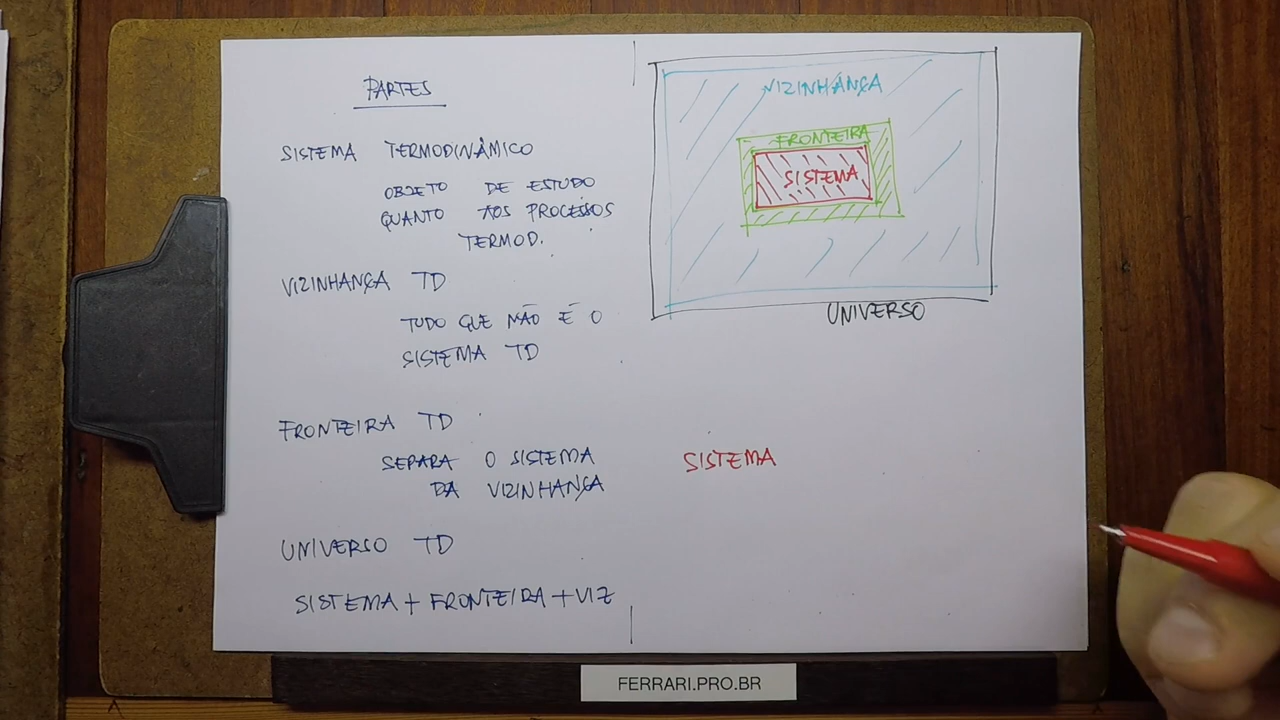 PARTES
SISTEMA TERMODINÂMICO
OBJETO DE ESTUDO
QUANTO AOS PROCESSOS
TERMOD.
VIZINHANÇA TD
TUDO QUE NÃO É O
SISTEMA TD
FRONTEIRA TD
SEPARA O SISTEMA
DA VIZINHANÇA
UNIVERSO TD
SISTEMA + FRONTEIRA + VIZ
VIZINHANÇA
FRONTEIRA
SISTEMA
UNIVERSO
SISTEMA
FERRARI.PRO.BR